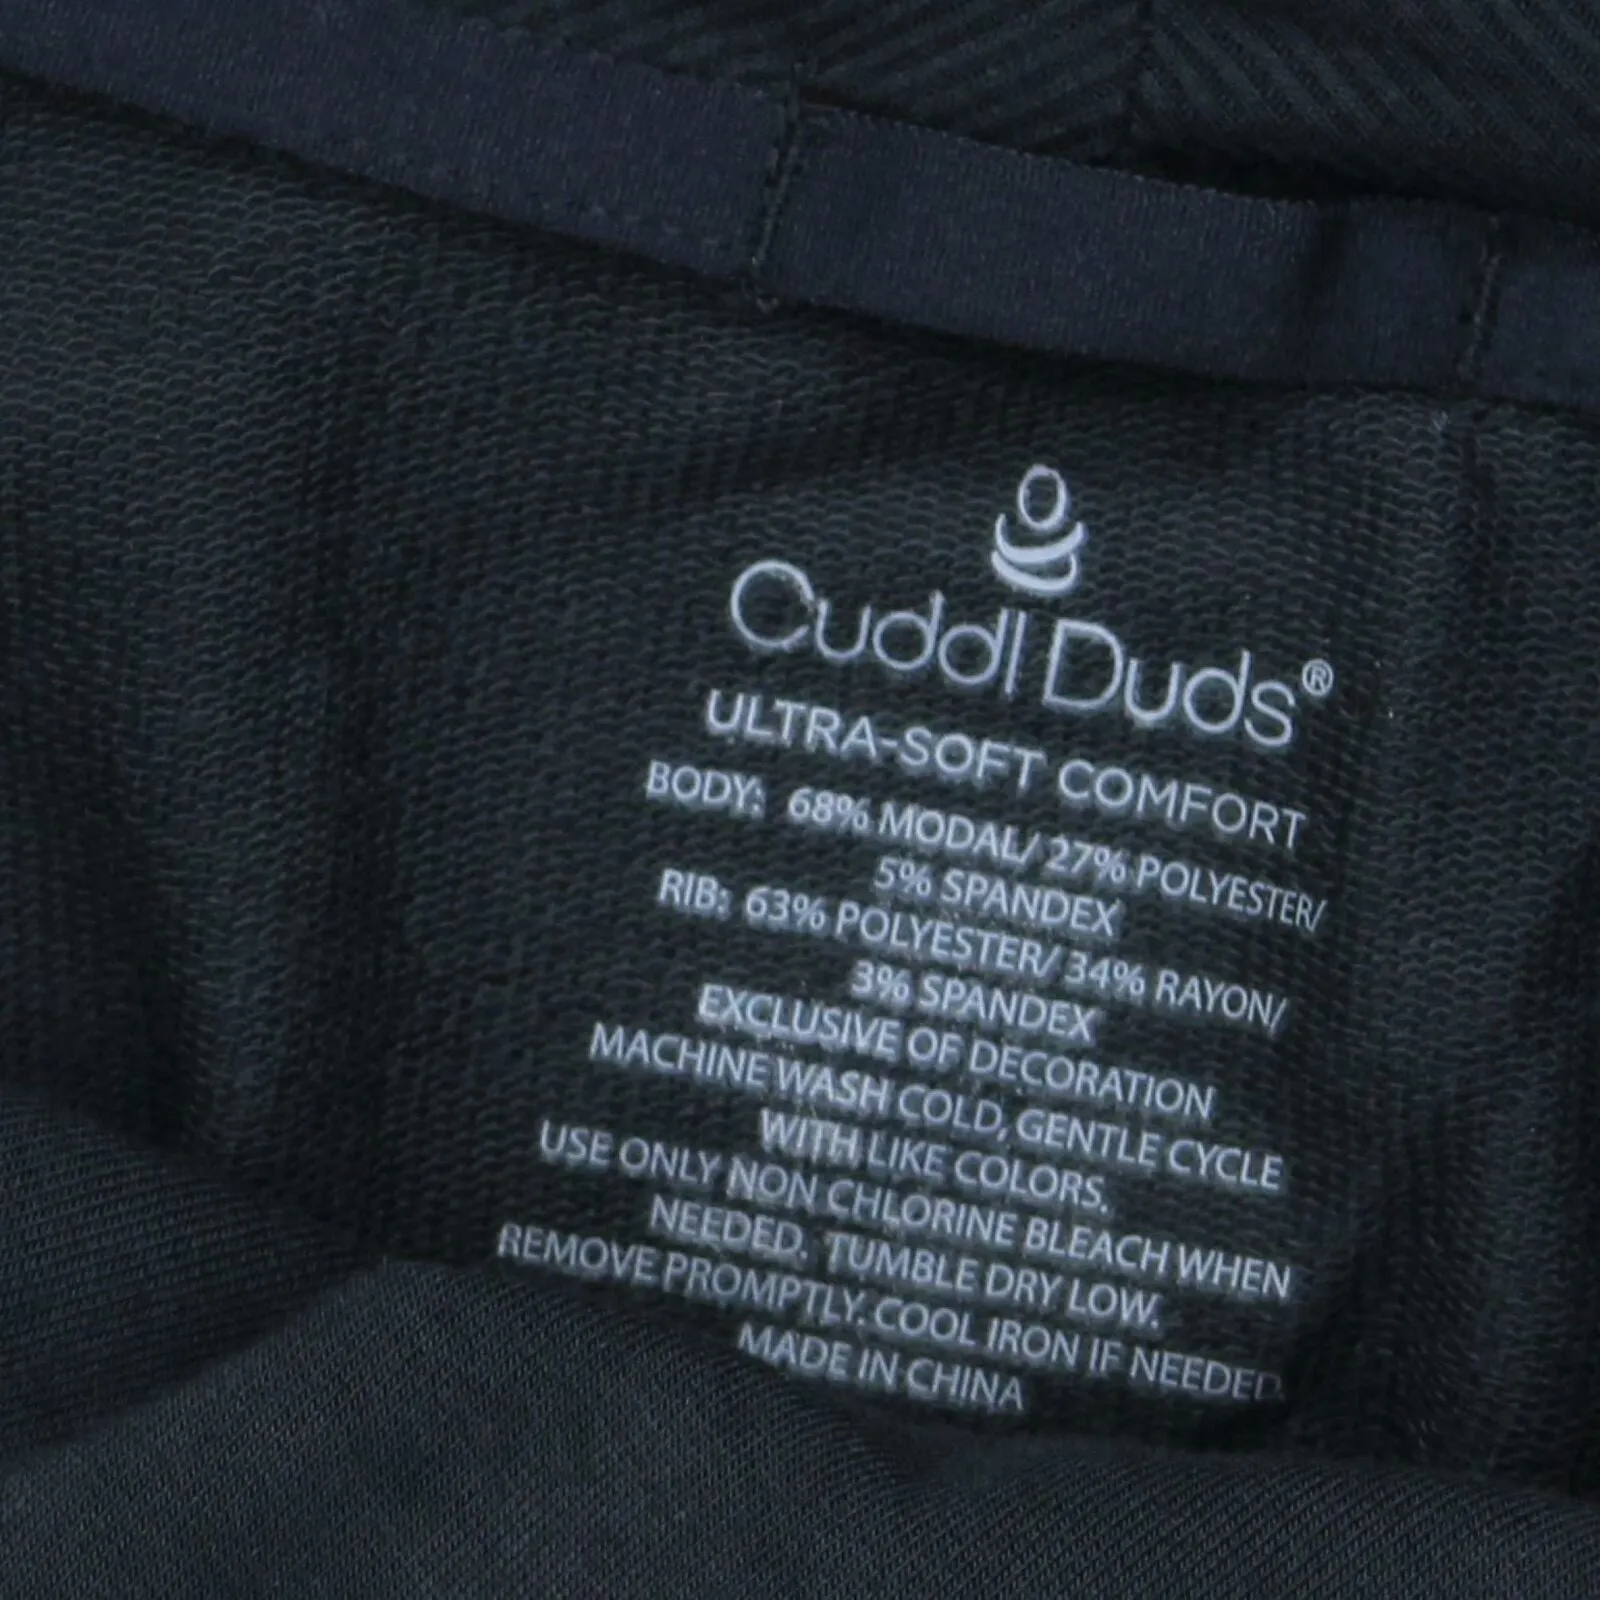 Cuddl Duds®
ULTRA-SOFT COMFORT
BODY: 68% MODAL/ 27% POLYESTER/
5% SPANDEX
RIB: 63% POLYESTER/ 34% RAYON/
3% SPANDEX
EXCLUSIVE OF DECORATION
MACHINE WASH COLD, GENTLE CYCLE
WITH LIKE COLORS.
USE ONLY NON CHLORINE BLEACH WHEN
NEEDED. TUMBLE DRY LOW.
REMOVE PROMPTLY. COOL IRON IF NEEDED.
MADE IN CHINA